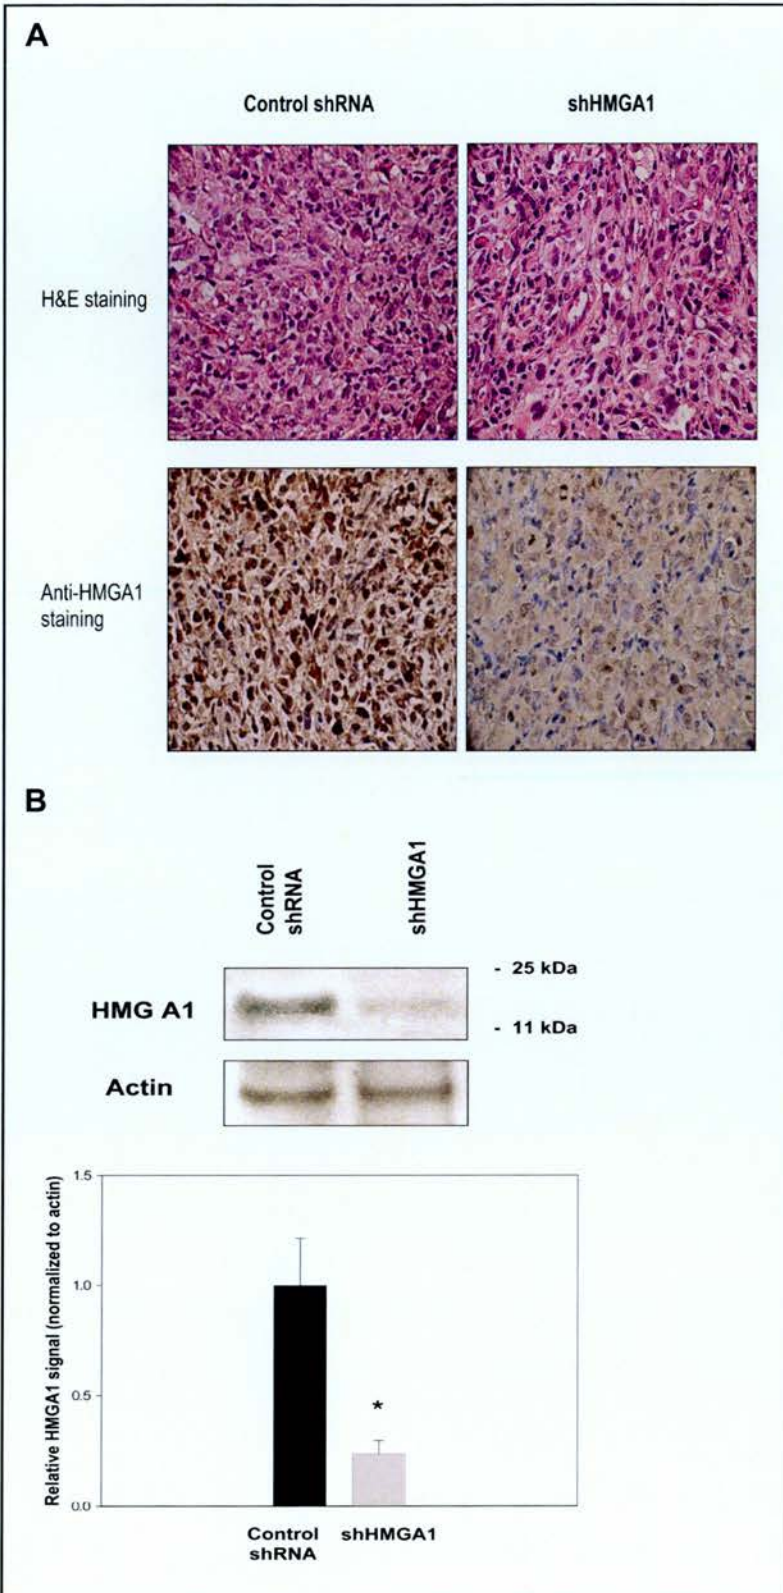 A
Control shRNA
shHMGA1
H&E staining
Anti-HMGA1
staining
B
Control
shRNA
shHMGA1
- 25 kDa
HMG A1
- 11 kDa
Actin
Relative HMGA1 signal (normalized to actin)
1.5
1.0
0.5
0.0
*
Control
shRNA
shHMGA1